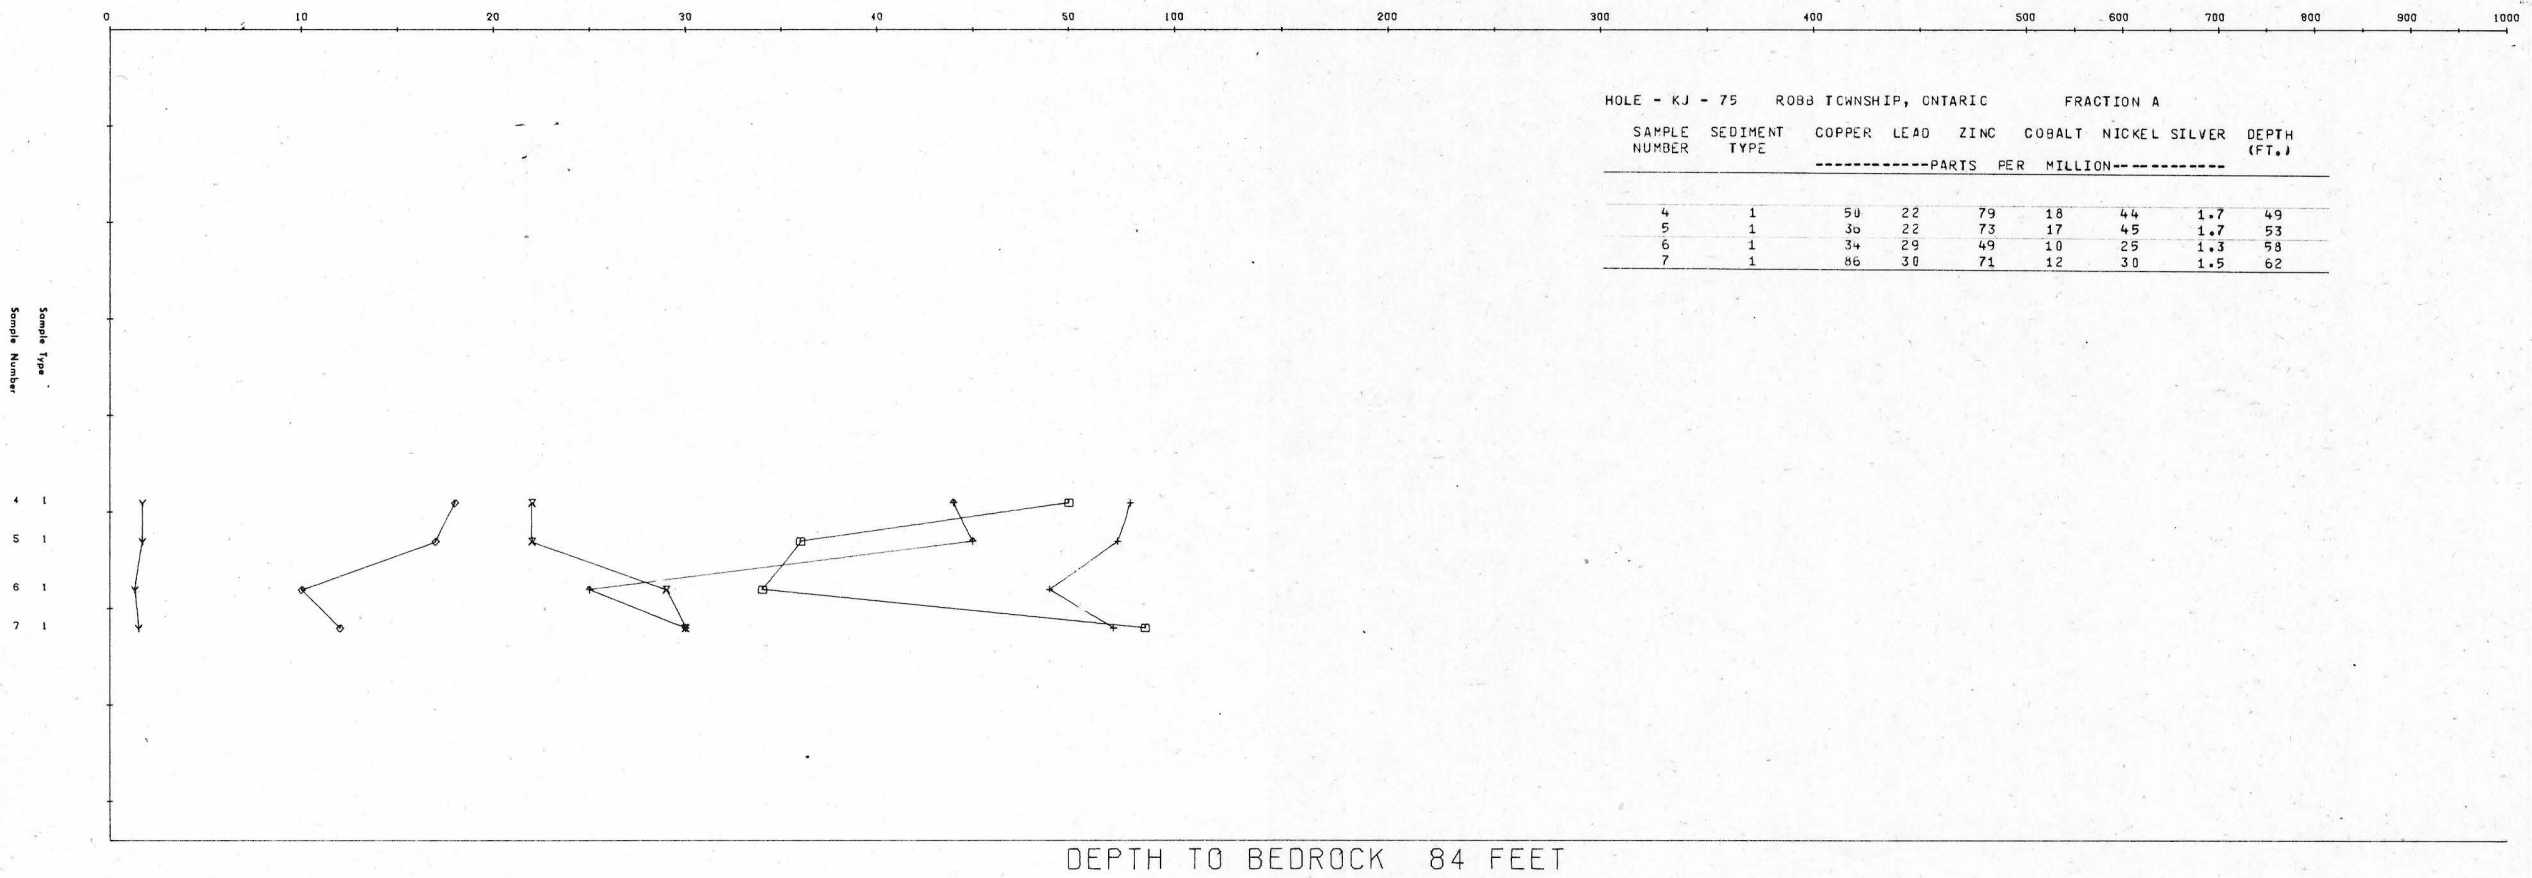 0 10 20 30 40 50 100 200 300 400 500 600 700 800 900 1000
HOLE - KJ - 75 ROBB TCWNSHIP, CNTARIC FRACTION A
SAMPLE SEDIMENT COPPER LEAD ZINC COBALT NICKEL SILVER DEPTH
NUMBER TYPE (FT.)
------------PARTS PER MILLION------------
4 1 50 22 79 18 44 1.7 49
5 1 36 22 73 17 45 1.7 53
6 1 34 29 49 10 25 1.3 58
7 1 86 30 71 12 30 1.5 62
Sample Type
Sample Number
4 1
5 1
6 1
7 1
DEPTH TO BEDROCK 84 FEET